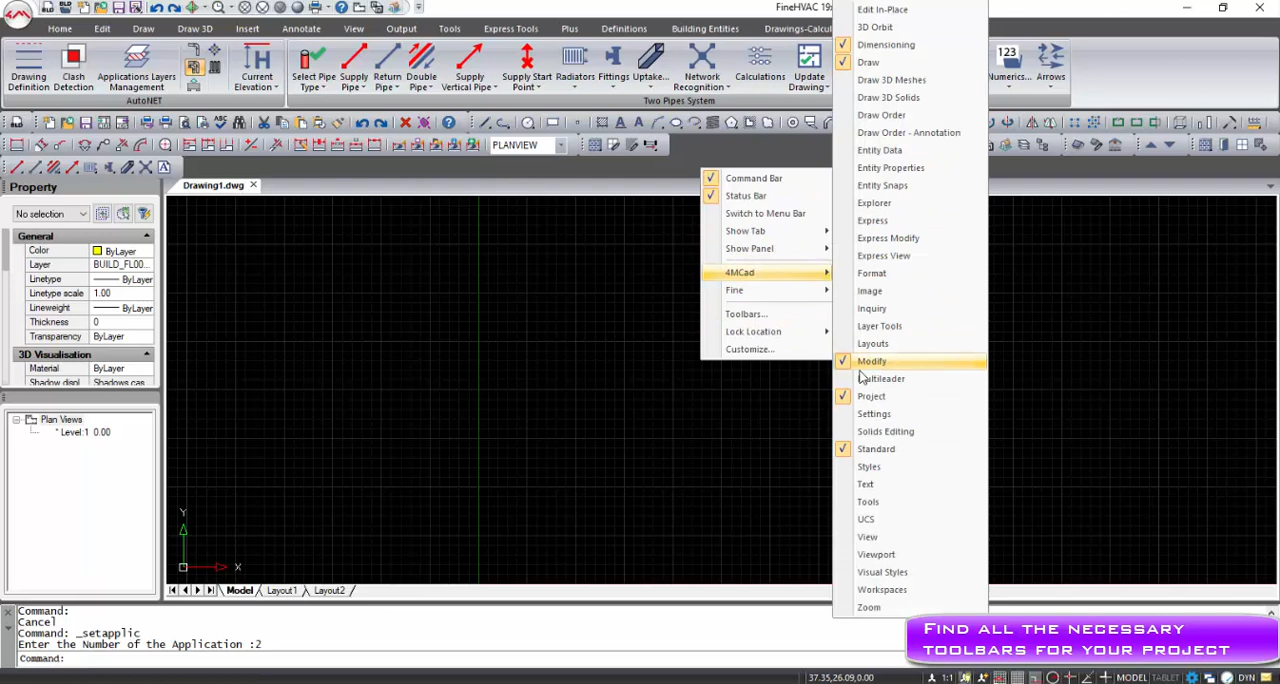 FineHVAC 19
Home Edit Draw Draw 3D Insert Annotate View Output Tools Express Tools Plus Definitions Building Entities Drawings-Calcu
Drawing Definition
Clash Detection
Applications Layers Management
Current Elevation
Select Pipe Type
Supply Pipe
Return Pipe
Double Pipe
Supply Vertical Pipe
Supply Start Point
Radiators
Fittings
Uptake...
Network Recognition
Calculations
Update Drawing
123
Numerics...
Arrows
AutoNET
Two Pipes System
PLANVIEW
Property
Drawing1.dwg
No selection
General
Color ByLayer
Layer BUILD_FL00...
Linetype ByLayer
Linetype scale 1.00
Lineweight ByLayer
Thickness 0
Transparency ByLayer
3D Visualisation
Material ByLayer
Shadow displ Shadows cas
Plan Views
Level:1 0.00
Command Bar
Status Bar
Switch to Menu Bar
Show Tab
Show Panel
4MCad
Fine
Toolbars...
Lock Location
Customize...
Edit In-Place
3D Orbit
Dimensioning
Draw
Draw 3D Meshes
Draw 3D Solids
Draw Order
Draw Order - Annotation
Entity Data
Entity Properties
Entity Snaps
Explorer
Express
Express Modify
Express View
Format
Image
Inquiry
Layer Tools
Layouts
Modify
Multileader
Project
Settings
Solids Editing
Standard
Styles
Text
Tools
UCS
View
Viewport
Visual Styles
Workspaces
Zoom
Y
X
Model Layout1 Layout2
Command:
Cancel
Command: _setapplic
Enter the Number of the Application :2
Command:
Find all the necessary
toolbars for your project
37.35,26.09,0.00
1:1
MODEL
TABLET
DYN